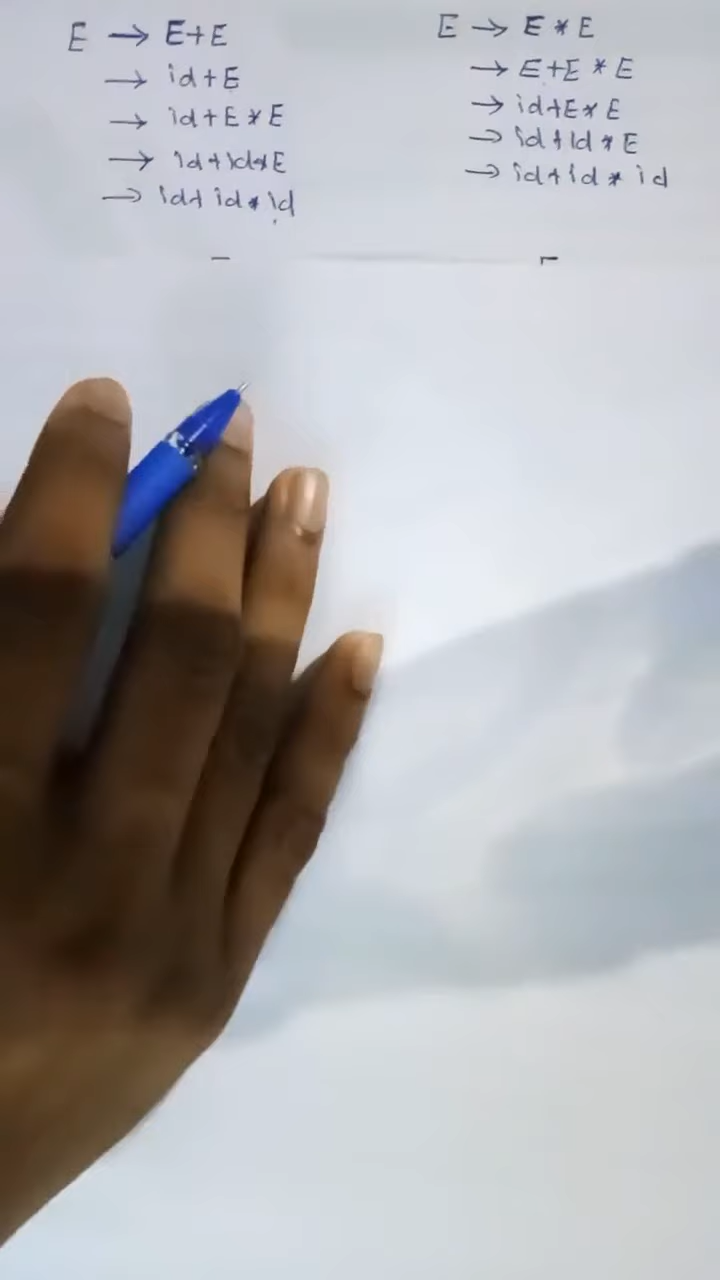 E → E+E
→ id+E
→ id+E*E
→ id+id*E
→ id+id*id
E → E*E
→ E+E*E
→ id+E*E
→ id+id*E
→ id+id*id